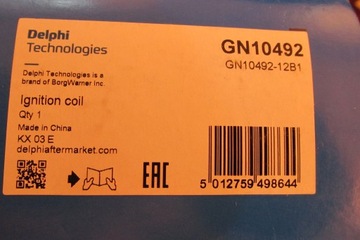 Delphi
Technologies
GN10492
GN10492-12B1
Delphi Technologies is a
brand of BorgWarner Inc.
Ignition coil
Qty 1
Made in China
KX 03 E
delphiaftermarket.com
EAC
5 012759 498644